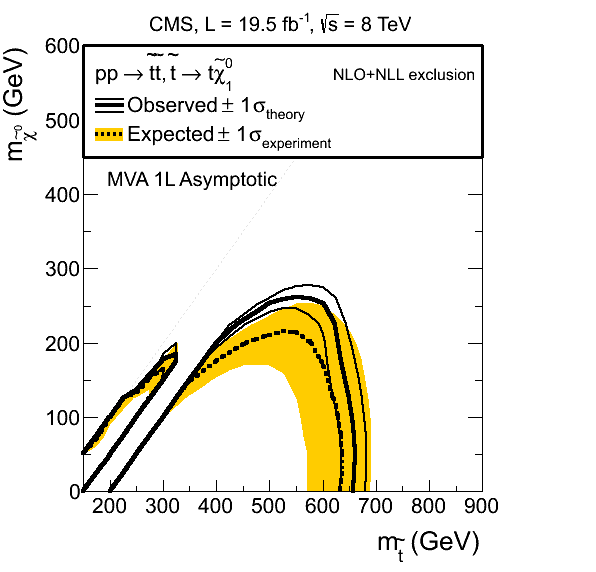 CMS, L = 19.5 fb⁻¹, √s = 8 TeV
pp → t̃t̃, t̃ → tχ̃⁰₁
NLO+NLL exclusion
Observed ± 1σtheory
Expected ± 1σexperiment
MVA 1L Asymptotic
mχ̃⁰ (GeV)
600
500
400
300
200
100
0
200 300 400 500 600 700 800 900
mt̃ (GeV)